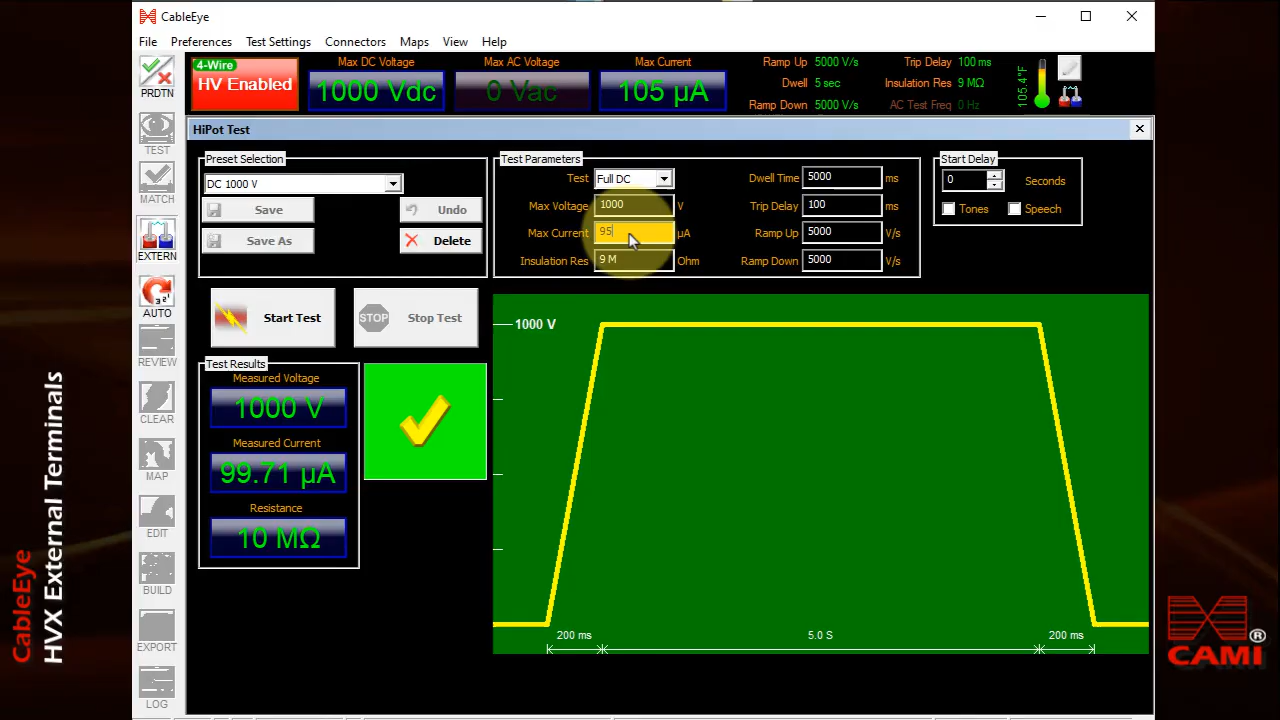 CableEye
File Preferences Test Settings Connectors Maps View Help
PRDTN
TEST
MATCH
EXTERN
AUTO
REVIEW
CLEAR
MAP
EDIT
BUILD
EXPORT
LOG
4-Wire
HV Enabled
Max DC Voltage
1000 Vdc
Max AC Voltage
0 Vac
Max Current
105 µA
Ramp Up 5000 V/s
Dwell 5 sec
Ramp Down 5000 V/s
Trip Delay 100 ms
Insulation Res 9 MΩ
AC Test Freq 0 Hz
105.4°F
HiPot Test
Preset Selection
DC 1000 V
Save
Undo
Save As
Delete
Test Parameters
Test Full DC
Max Voltage 1000 V
Max Current 95 µA
Insulation Res 9 M Ohm
Dwell Time 5000 ms
Trip Delay 100 ms
Ramp Up 5000 V/s
Ramp Down 5000 V/s
Start Delay
0 Seconds
Tones Speech
Start Test
STOP Stop Test
Test Results
Measured Voltage
1000 V
Measured Current
99.71 µA
Resistance
10 MΩ
1000 V
200 ms 5.0 S 200 ms
CableEye
HVX External Terminals
CAMI ®